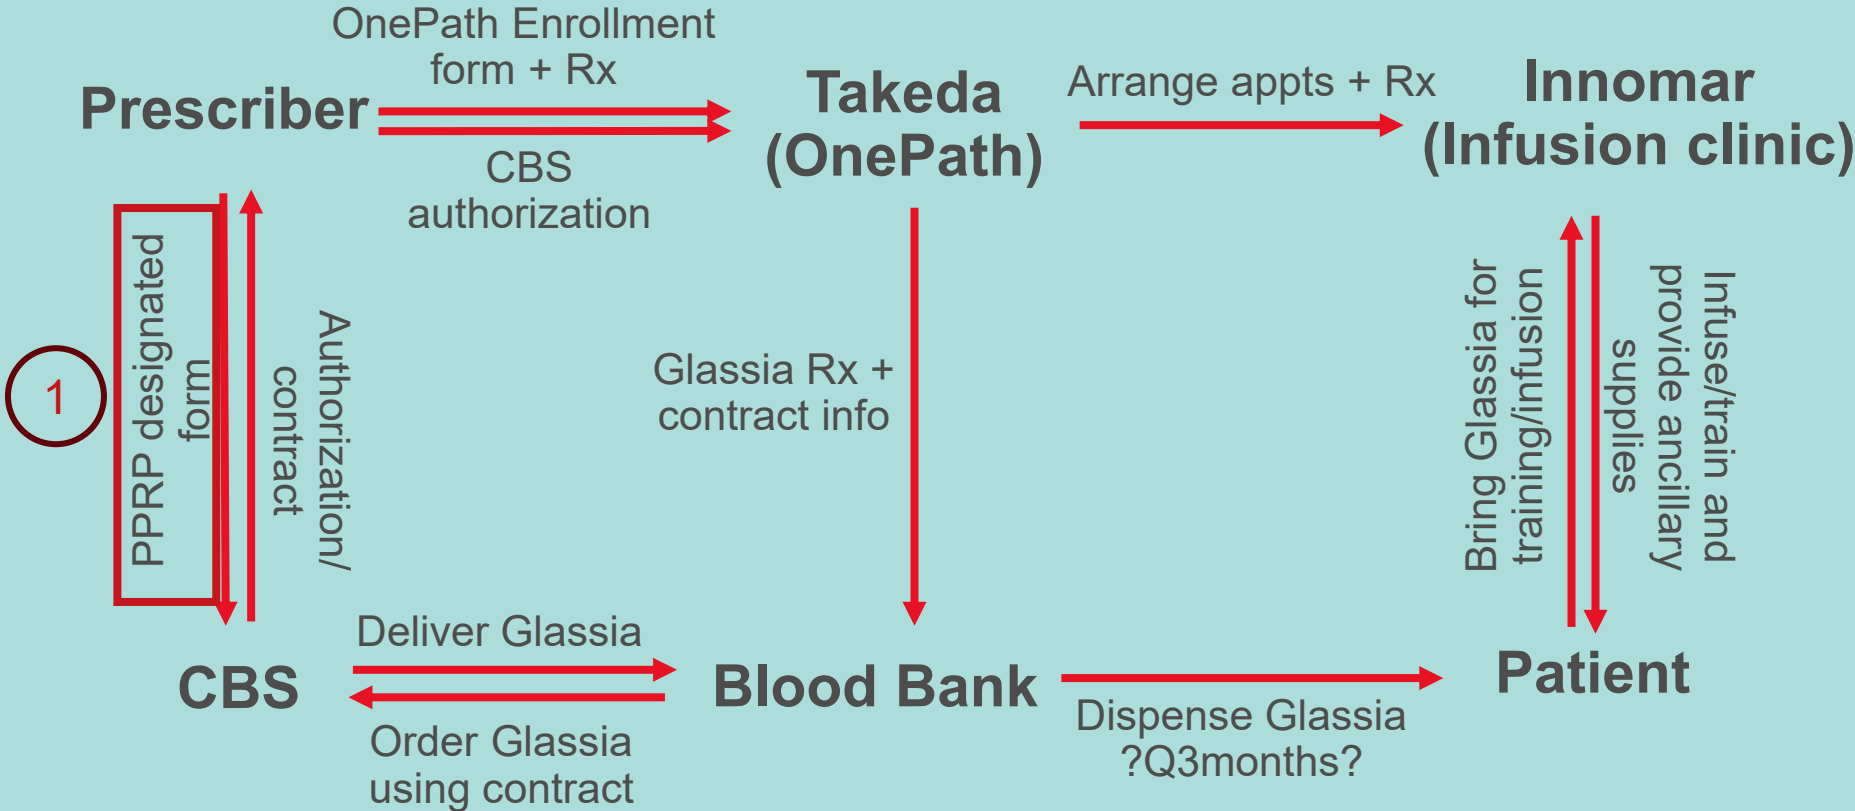 OnePath Enrollment
form + Rx
Prescriber
CBS
authorization
Takeda
(OnePath)
Arrange appts + Rx
Innomar
(Infusion clinic)
1
PPRP designated
form
Authorization/
contract
Glassia Rx +
contract info
Bring Glassia for
training/infusion
Infuse/train and
provide ancillary
supplies
CBS
Deliver Glassia
Order Glassia
using contract
Blood Bank
Dispense Glassia
?Q3months?
Patient